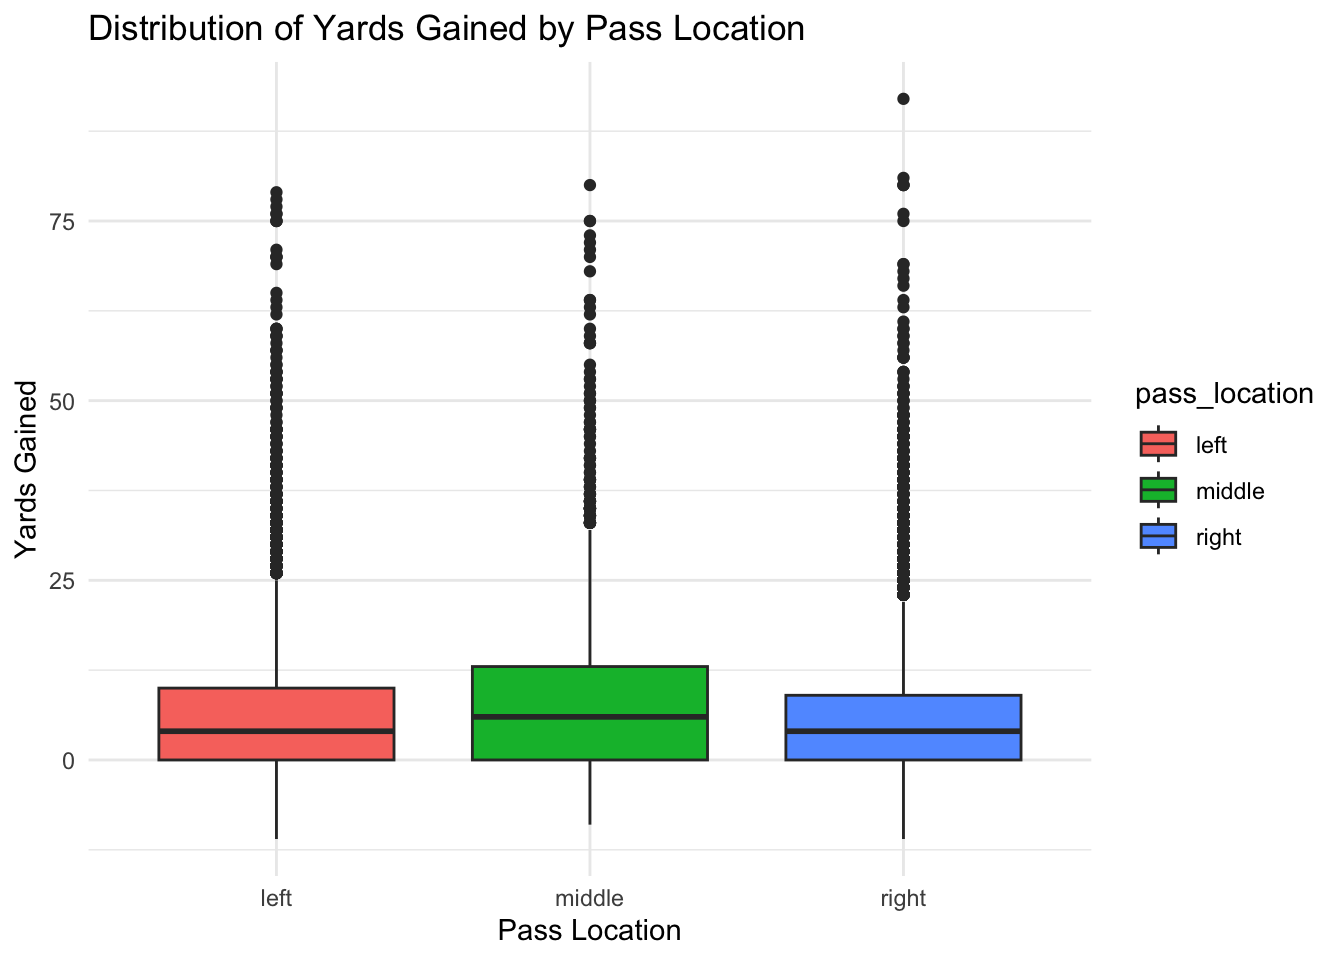 Distribution of Yards Gained by Pass Location
Yards Gained
75
50
25
0
left
middle
right
Pass Location
pass_location
left
middle
right